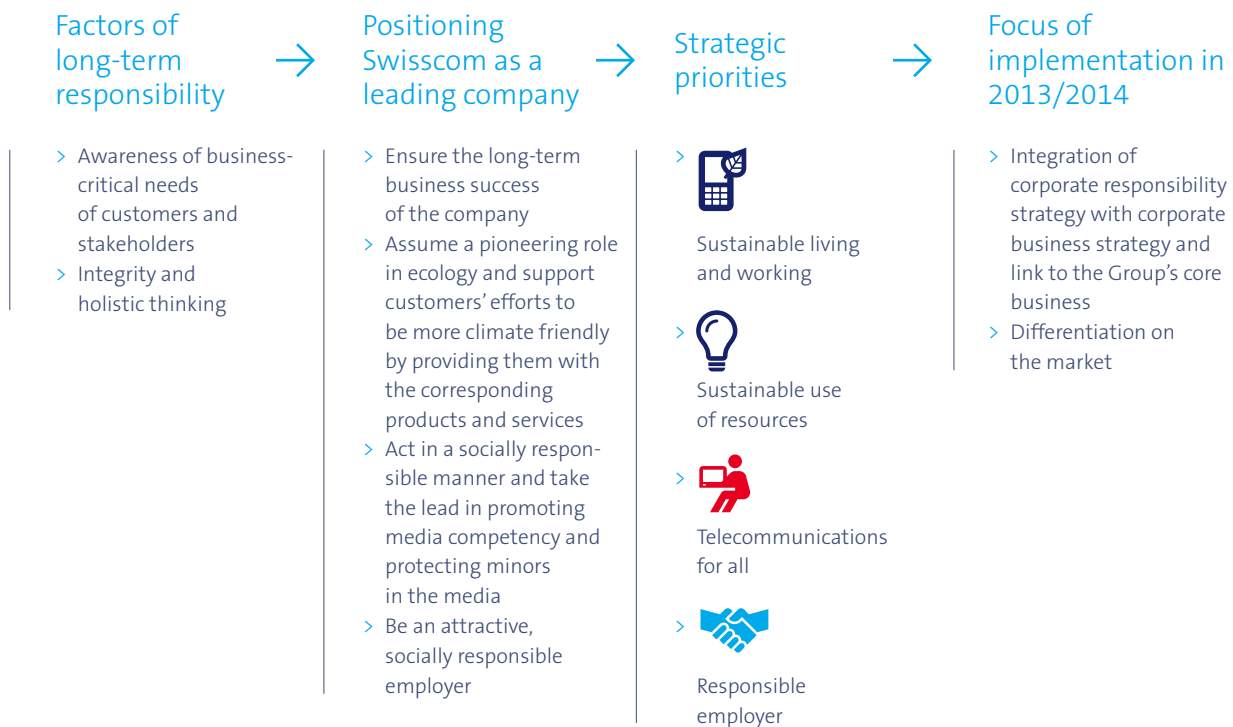 Factors of
long-term
responsibility
> Awareness of business-
critical needs
of customers and
stakeholders
> Integrity and
holistic thinking
Positioning
Swisscom as a
leading company
> Ensure the long-term
business success
of the company
> Assume a pioneering role
in ecology and support
customers’ efforts to
be more climate friendly
by providing them with
the corresponding
products and services
> Act in a socially respon-
sible manner and take
the lead in promoting
media competency and
protecting minors
in the media
> Be an attractive,
socially responsible
employer
Strategic
priorities
>
Sustainable living
and working
>
Sustainable use
of resources
>
Telecommunications
for all
>
Responsible
employer
Focus of
implementation in
2013/2014
> Integration of
corporate responsibility
strategy with corporate
business strategy and
link to the Group’s core
business
> Differentiation on
the market